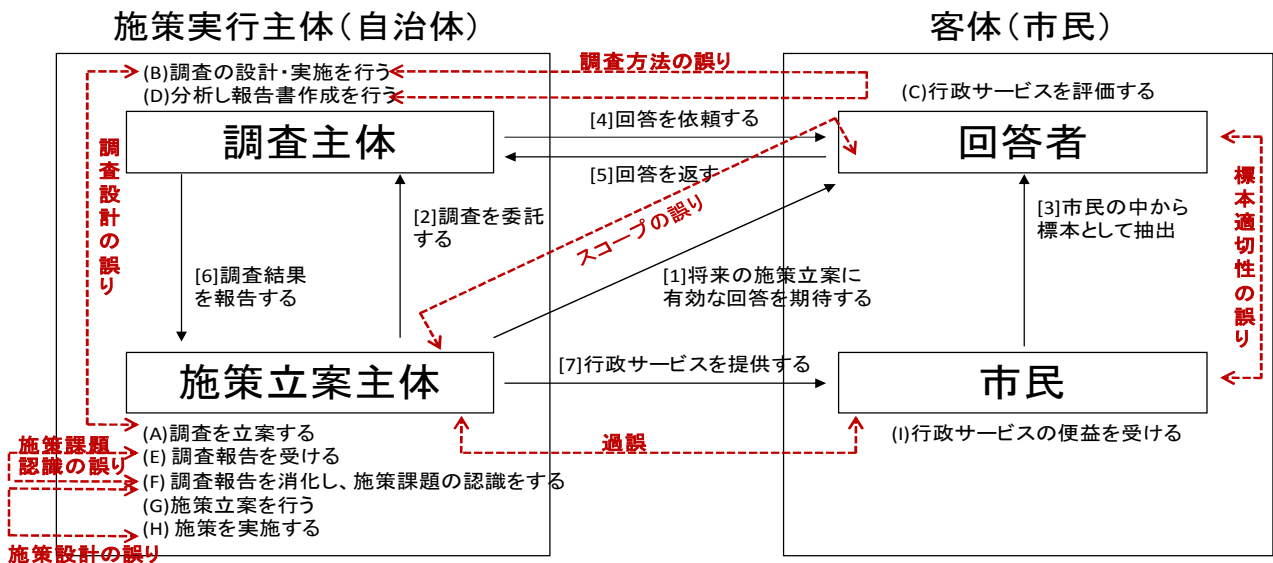 施策実行主体(自治体)
客体(市民)
(B)調査の設計・実施を行う
(D)分析し報告書作成を行う
調査方法の誤り
(C)行政サービスを評価する
調査主体
[4]回答を依頼する
[5]回答を返す
回答者
調査設計の誤り
[2]調査を委託
する
スコープの誤り
[3]市民の中から
標本として抽出
標本適切性の誤り
[6]調査結果
を報告する
[1]将来の施策立案に
有効な回答を期待する
施策立案主体
[7]行政サービスを提供する
市民
(A)調査を立案する
過誤
(I)行政サービスの便益を受ける
施策課題
認識の誤り
(E) 調査報告を受ける
(F) 調査報告を消化し、施策課題の認識をする
(G)施策立案を行う
(H) 施策を実施する
施策設計の誤り